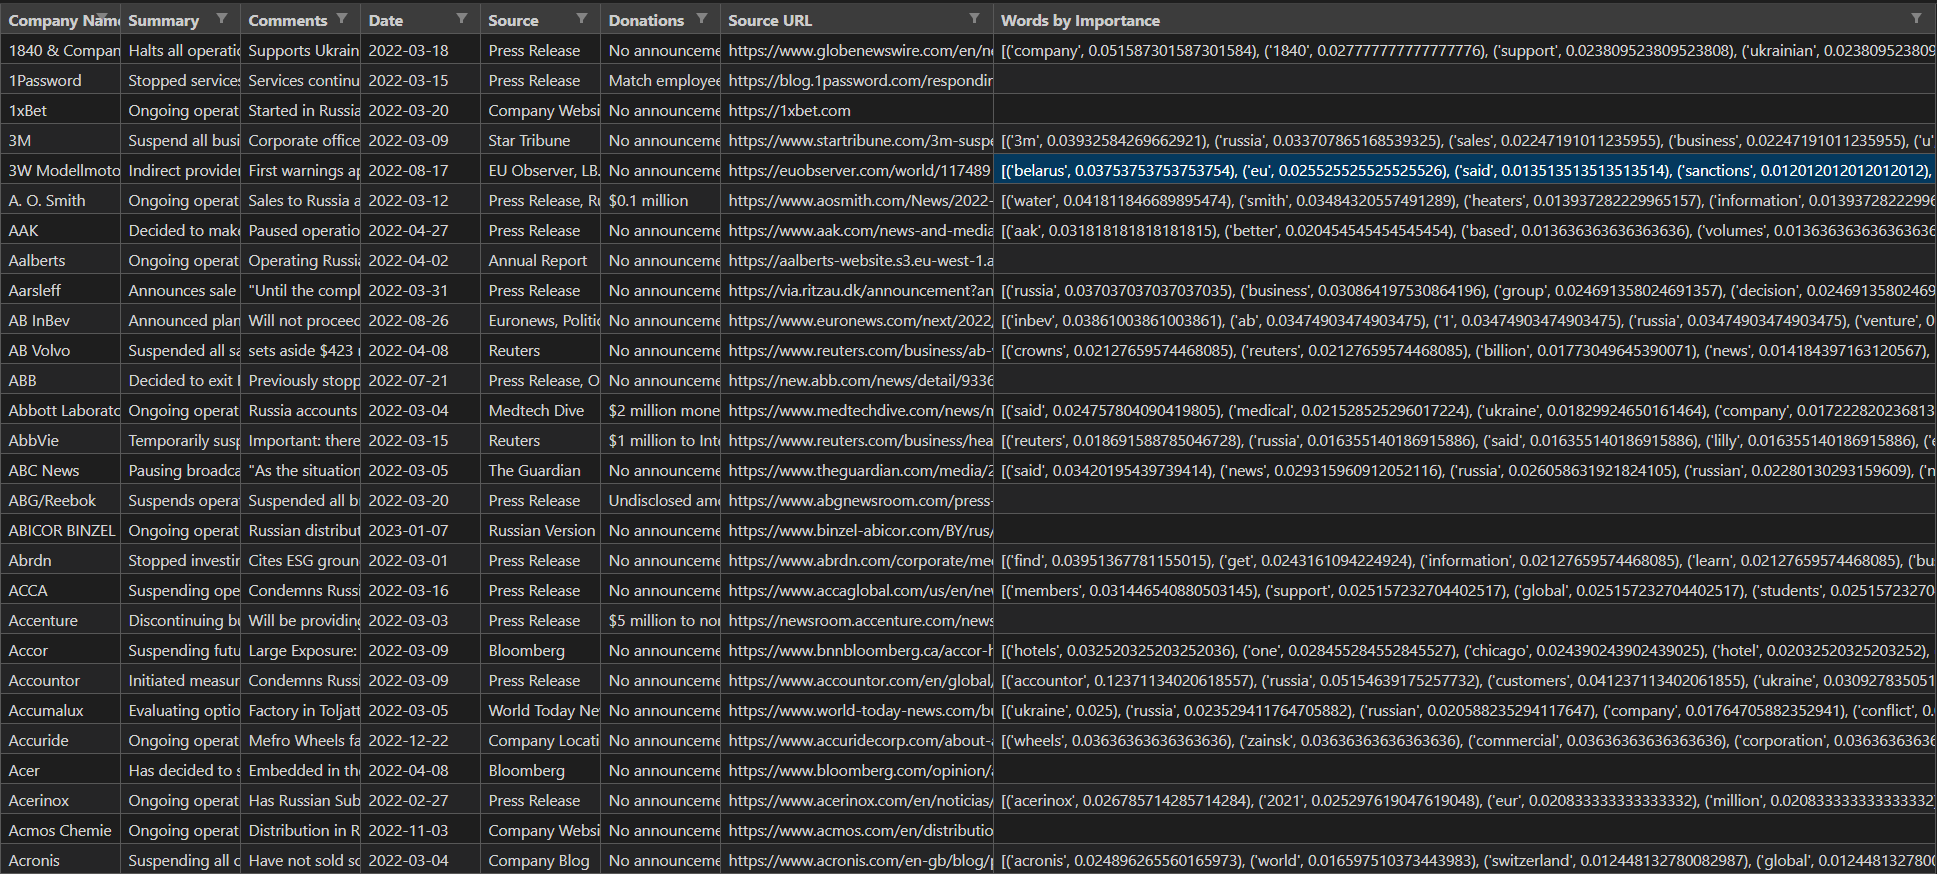 Company Name Summary Comments Date Source Donations Source URL Words by Importance
1840 & Compan Halts all operatic Supports Ukrain 2022-03-18 Press Release No announceme https://www.globenewswire.com/en/ne [('company', 0.051587301587301584), ('1840', 0.027777777777777776), ('support', 0.023809523809523808), ('ukrainian', 0.023809523809
1Password Stopped services Services continu 2022-03-15 Press Release Match employee https://blog.1password.com/respondin
1xBet Ongoing operat Started in Russia 2022-03-20 Company Websi No announceme https://1xbet.com
3M Suspend all busi Corporate office 2022-03-09 Star Tribune No announceme https://www.startribune.com/3m-suspe [('3m', 0.03932584269662921), ('russia', 0.033707865168539325), ('sales', 0.02247191011235955), ('business', 0.02247191011235955), ('u'
3W Modellmoto Indirect provider First warnings ap 2022-08-17 EU Observer, LB. No announceme https://euobserver.com/world/117489 [('belarus', 0.03753753753753754), ('eu', 0.025525525525525526), ('said', 0.013513513513513514), ('sanctions', 0.012012012012012012),
A. O. Smith Ongoing operat Sales to Russia a 2022-03-12 Press Release, Ru $0.1 million https://www.aosmith.com/News/2022- [('water', 0.041811846689895474), ('smith', 0.03484320557491289), ('heaters', 0.013937282229965157), ('information', 0.01393728222996
AAK Decided to make Paused operatio 2022-04-27 Press Release No announceme https://www.aak.com/news-and-media [('aak', 0.031818181818181815), ('better', 0.020454545454545454), ('based', 0.013636363636363636), ('volumes', 0.013636363636363636
Aalberts Ongoing operat Operating Russia 2022-04-02 Annual Report No announceme https://aalberts-website.s3.eu-west-1.a
Aarsleff Announces sale "Until the compl 2022-03-31 Press Release No announceme https://via.ritzau.dk/announcement?an [('russia', 0.037037037037037035), ('business', 0.030864197530864196), ('group', 0.024691358024691357), ('decision', 0.0246913580246​9
AB InBev Announced plan Will not proceed 2022-08-26 Euronews, Politic No announceme https://www.euronews.com/next/2022, [('inbev', 0.03861003861003861), ('ab', 0.03474903474903475), ('1', 0.03474903474903475), ('russia', 0.03474903474903475), ('venture', 0
AB Volvo Suspended all sa sets aside $423 r 2022-04-08 Reuters No announceme https://www.reuters.com/business/ab- [('crowns', 0.02127659574468085), ('reuters', 0.02127659574468085), ('billion', 0.01773049645390071), ('news', 0.014184397163120567),
ABB Decided to exit Previously stopp 2022-07-21 Press Release, O No announceme https://new.abb.com/news/detail/9336
Abbott Laborato Ongoing operat Russia accounts 2022-03-04 Medtech Dive $2 million mone https://www.medtechdive.com/news/m [('said', 0.024757804090419805), ('medical', 0.021528525296017224), ('ukraine', 0.01829924650161464), ('company', 0.017222820236813
AbbVie Temporarily susp Important: there 2022-03-15 Reuters $1 million to Inte https://www.reuters.com/business/hea [('reuters', 0.018691588785046728), ('russia', 0.016355140186915886), ('said', 0.016355140186915886), ('lilly', 0.016355140186915886), ('e
ABC News Pausing broadca "As the situation 2022-03-05 The Guardian No announceme https://www.theguardian.com/media/2 [('said', 0.03420195439739414), ('news', 0.029315960912052116), ('russia', 0.026058631921824105), ('russian', 0.02280130293159609), ('n
ABG/Reebok Suspends opera Suspended all b 2022-03-20 Press Release Undisclosed amo https://www.abgnewsroom.com/press-
ABICOR BINZEL Ongoing operat Russian distribut 2023-01-07 Russian Version No announceme https://www.binzel-abicor.com/BY/rus/
Abrdn Stopped investin Cites ESG groun 2022-03-01 Press Release No announceme https://www.abrdn.com/corporate/med [('find', 0.03951367781155015), ('get', 0.0243161094224924), ('information', 0.02127659574468085), ('learn', 0.02127659574468085), ('bu
ACCA Suspending ope Condemns Russi 2022-03-16 Press Release No announceme https://www.accaglobal.com/us/en/nev [('members', 0.031446540880503145), ('support', 0.025157232704402517), ('global', 0.025157232704402517), ('students', 0.0251572327​0
Accenture Discontinuing bu Will be providing 2022-03-03 Press Release $5 million to nor https://newsroom.accenture.com/news
Accor Suspending futu Large Exposure: 2022-03-09 Bloomberg No announceme https://www.bnnbloomberg.ca/accor-h [('hotels', 0.032520325203252036), ('one', 0.028455284552845527), ('chicago', 0.024390243902439025), ('hotel', 0.02032520325203252),
Accountor Initiated measur Condemns Russi 2022-03-09 Press Release No announceme https://www.accountor.com/en/global, [('accountor', 0.12371134020618557), ('russia', 0.05154639175257732), ('customers', 0.041237113402061855), ('ukraine', 0.030927835051
Accumalux Evaluating optio Factory in Toljatt 2022-03-05 World Today Ne No announceme https://www.world-today-news.com/bu [('ukraine', 0.025), ('russia', 0.023529411764705882), ('russian', 0.020588235294117647), ('company', 0.01764705882352941), ('conflict', 0.
Accuride Ongoing operat Mefro Wheels fa 2022-12-22 Company Locati No announceme https://www.accuridecorp.com/about-a [('wheels', 0.03636363636363636), ('zainsk', 0.03636363636363636), ('commercial', 0.03636363636363636), ('corporation', 0.0363636363​6
Acer Has decided to s Embedded in the 2022-04-08 Bloomberg No announceme https://www.bloomberg.com/opinion/a
Acerinox Ongoing operat Has Russian Sub 2022-02-27 Press Release No announceme https://www.acerinox.com/en/noticias/ [('acerinox', 0.026785714285714284), ('2021', 0.025297619047619048), ('eur', 0.020833333333333332), ('million', 0.020833333333333332)
Acmos Chemie Ongoing operat Distribution in R 2022-11-03 Company Websi No announceme https://www.acmos.com/en/distributio
Acronis Suspending all o Have not sold so 2022-03-04 Company Blog No announceme https://www.acronis.com/en-gb/blog/p [('acronis', 0.024896265560165973), ('world', 0.016597510373443983), ('switzerland', 0.012448132780082987), ('global', 0.01244813278​00